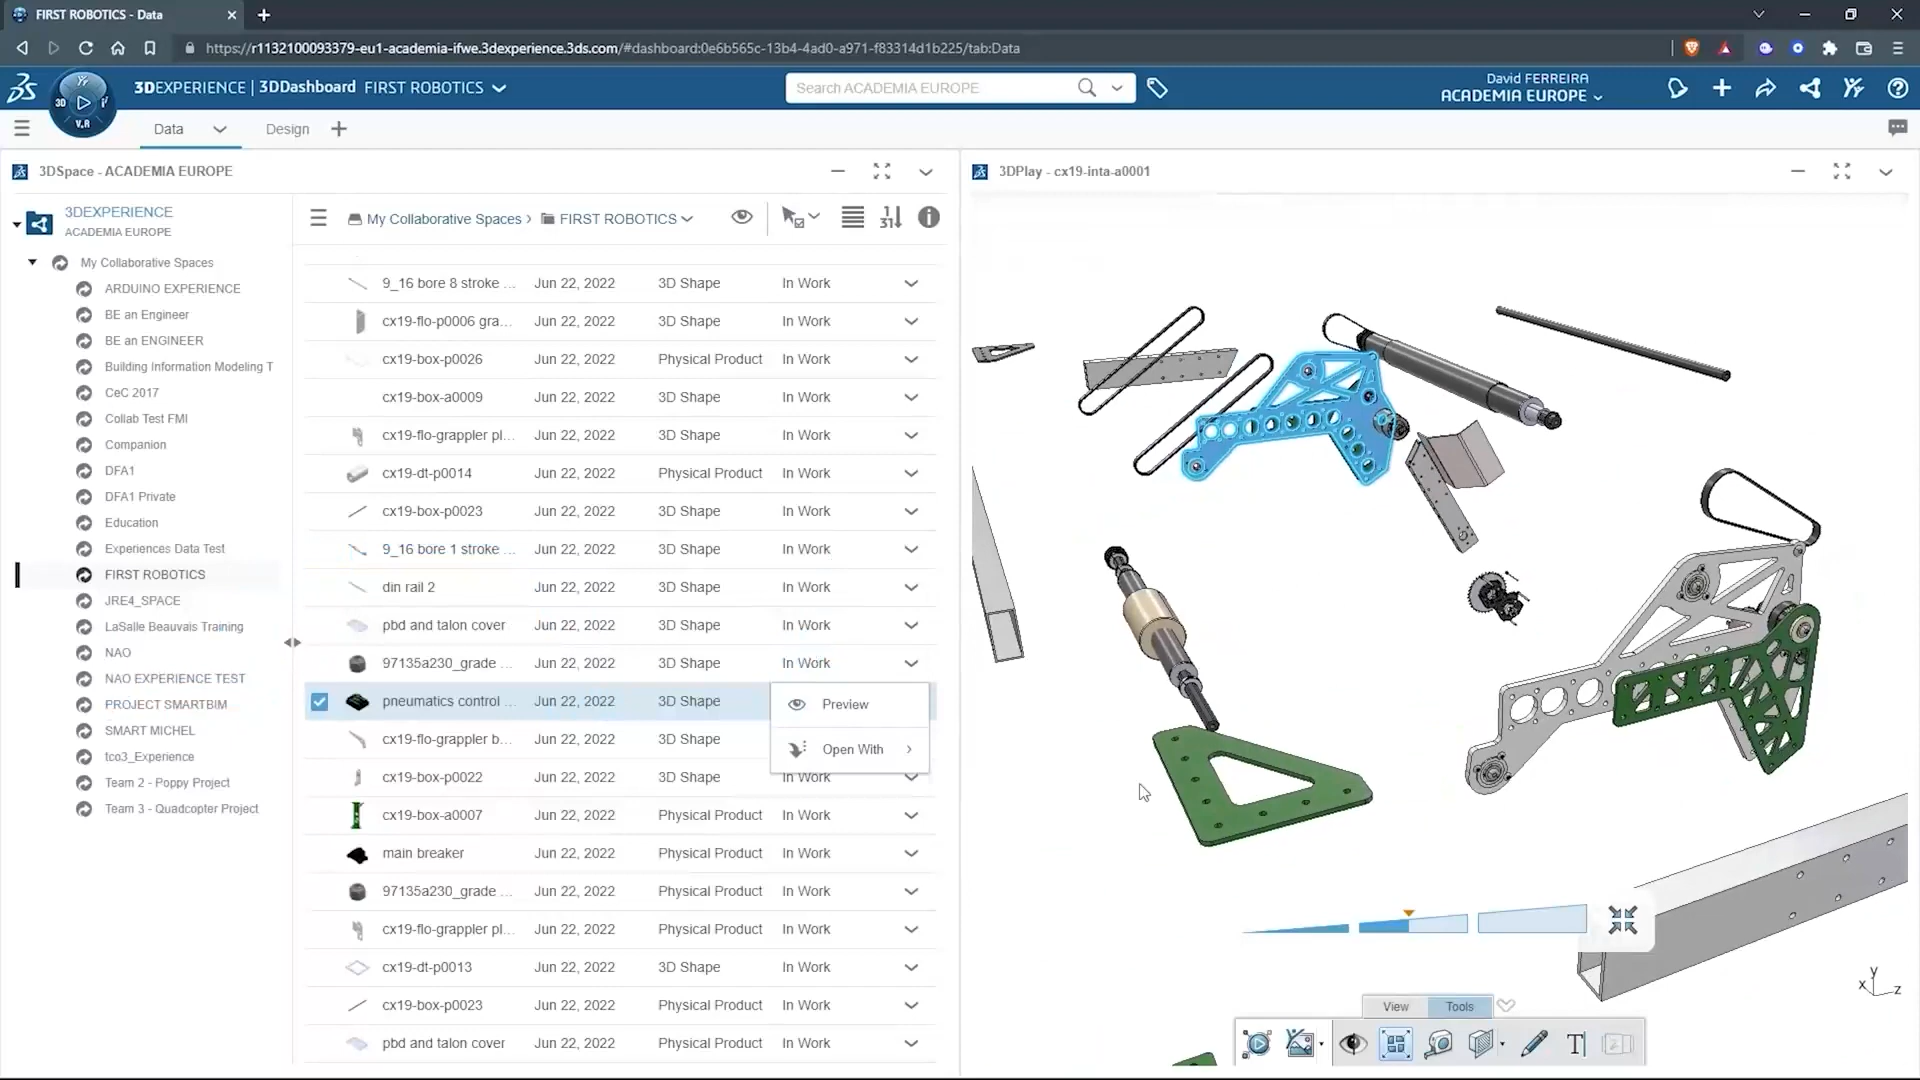 FIRST ROBOTICS - Data
https://r1132100093379-eu1-academia-ifwe.3dexperience.3ds.com/#dashboard:0e6b565c-13b4-4ad0-a971-f83314d1b225/tab:Data
3DEXPERIENCE | 3DDashboard FIRST ROBOTICS
Search ACADEMIA EUROPE
David FERREIRA
ACADEMIA EUROPE
3D
V.R
Data
Design
3DSpace - ACADEMIA EUROPE
3DPlay - cx19-inta-a0001
3DEXPERIENCE
ACADEMIA EUROPE
My Collaborative Spaces
ARDUINO EXPERIENCE
BE an Engineer
BE an ENGINEER
Building Information Modeling T
CeC 2017
Collab Test FMI
Companion
DFA1
DFA1 Private
Education
Experiences Data Test
FIRST ROBOTICS
JRE4_SPACE
LaSalle Beauvais Training
NAO
NAO EXPERIENCE TEST
PROJECT SMARTBIM
SMART MICHEL
tco3_Experience
Team 2 - Poppy Project
Team 3 - Quadcopter Project
My Collaborative Spaces › FIRST ROBOTICS
9_16 bore 8 stroke ... Jun 22, 2022 3D Shape In Work
cx19-flo-p0006 gra... Jun 22, 2022 3D Shape In Work
cx19-box-p0026 Jun 22, 2022 Physical Product In Work
cx19-box-a0009 Jun 22, 2022 3D Shape In Work
cx19-flo-grappler pl... Jun 22, 2022 3D Shape In Work
cx19-dt-p0014 Jun 22, 2022 Physical Product In Work
cx19-box-p0023 Jun 22, 2022 3D Shape In Work
9_16 bore 1 stroke ... Jun 22, 2022 3D Shape In Work
din rail 2 Jun 22, 2022 3D Shape In Work
pbd and talon cover Jun 22, 2022 3D Shape In Work
97135a230_grade ... Jun 22, 2022 3D Shape In Work
pneumatics control ... Jun 22, 2022 3D Shape
Preview
cx19-flo-grappler b... Jun 22, 2022 3D Shape
Open With
cx19-box-p0022 Jun 22, 2022 3D Shape In Work
cx19-box-a0007 Jun 22, 2022 Physical Product In Work
main breaker Jun 22, 2022 Physical Product In Work
97135a230_grade ... Jun 22, 2022 Physical Product In Work
cx19-flo-grappler pl... Jun 22, 2022 Physical Product In Work
cx19-dt-p0013 Jun 22, 2022 3D Shape In Work
cx19-box-p0023 Jun 22, 2022 Physical Product In Work
pbd and talon cover Jun 22, 2022 Physical Product In Work
y
x z
View
Tools